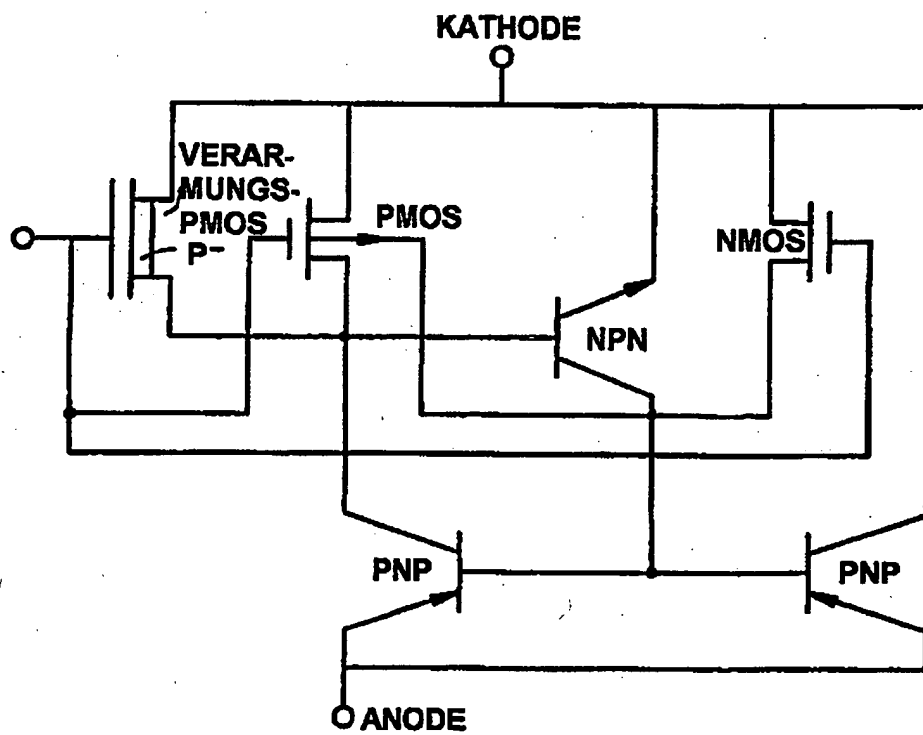 KATHODE
VERAR-
MUNGS-
PMOS
P⁻
PMOS
NMOS
NPN
PNP
PNP
ANODE